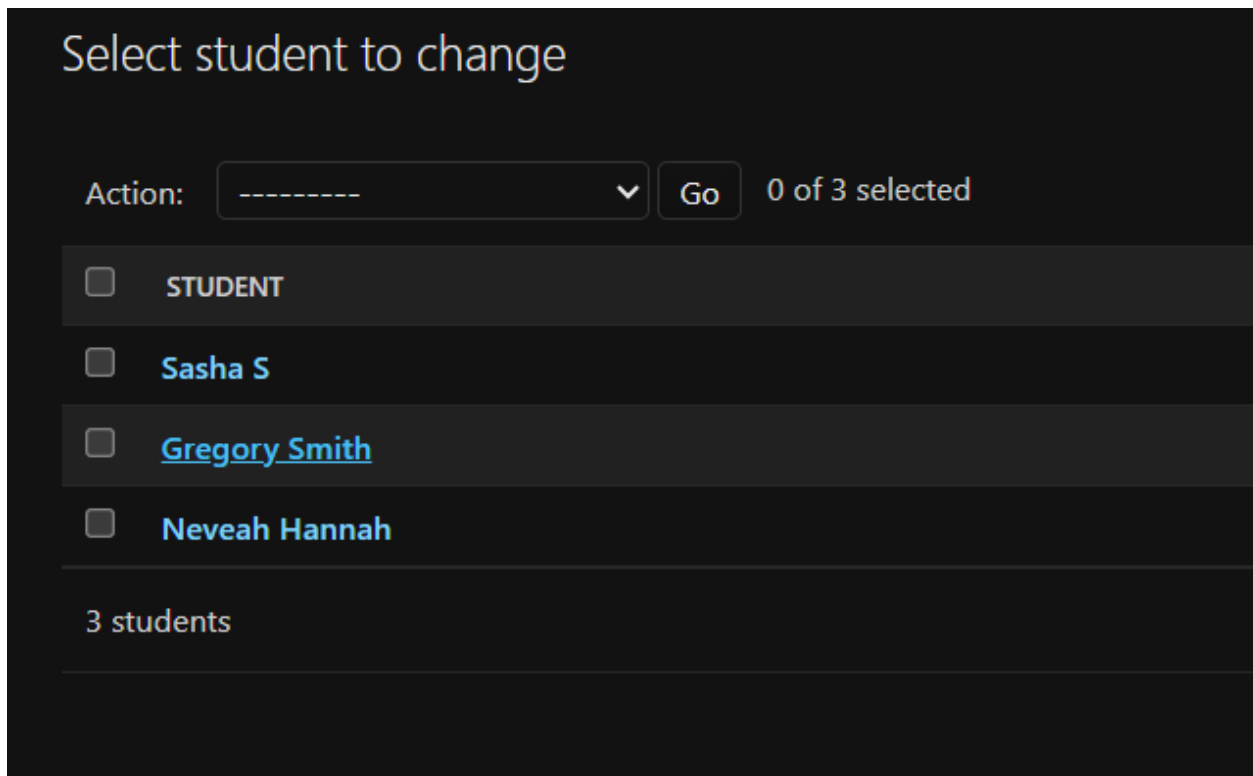 Select student to change
Action: --------- Go 0 of 3 selected
STUDENT
Sasha S
Gregory Smith
Neveah Hannah
3 students